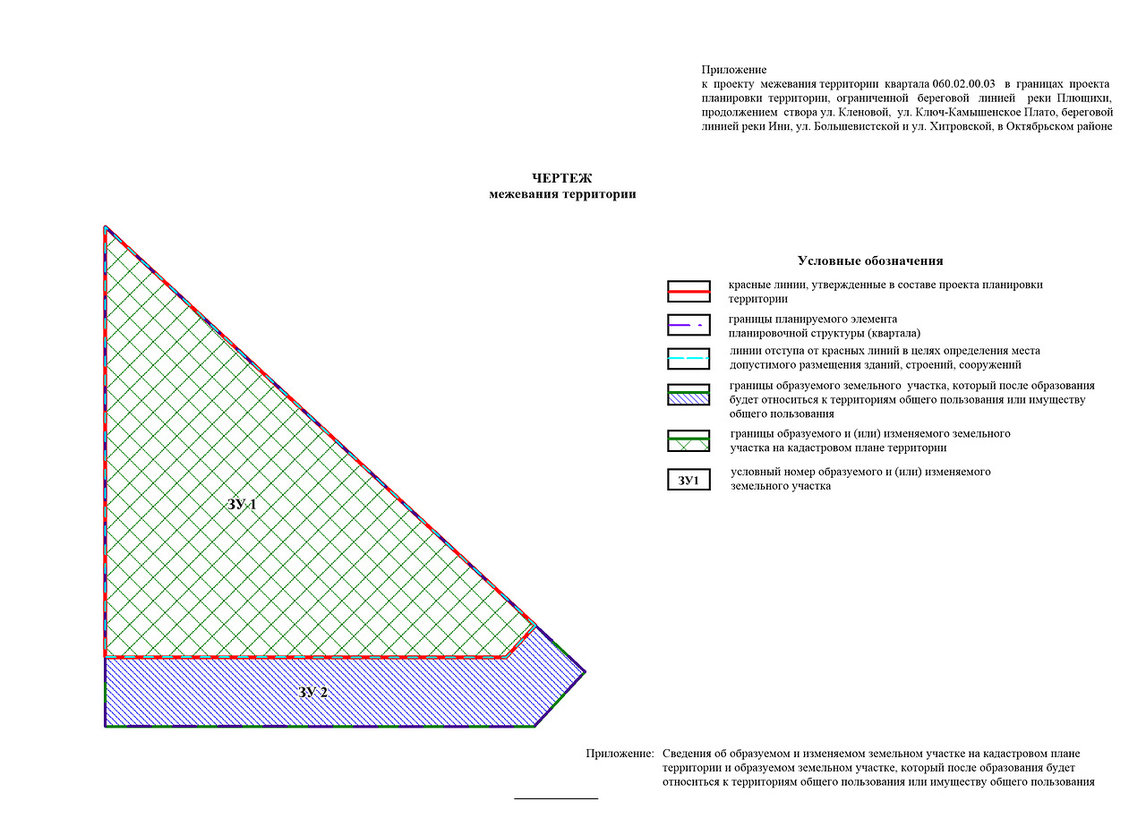 Приложение
к проекту межевания территории квартала 060.02.00.03 в границах проекта
планировки территории, ограниченной береговой линией реки Плющихи,
продолжением створа ул. Кленовой, ул. Ключ-Камышенское Плато, береговой
линией реки Ини, ул. Большевистской и ул. Хитровской, в Октябрьском районе
ЧЕРТЕЖ
межевания территории
Условные обозначения
красные линии, утвержденные в составе проекта планировки
территории
границы планируемого элемента
планировочной структуры (квартала)
линии отступа от красных линий в целях определения места
допустимого размещения зданий, строений, сооружений
границы образуемого земельного участка, который после образования
будет относиться к территориям общего пользования или имуществу
общего пользования
границы образуемого и (или) изменяемого земельного
участка на кадастровом плане территории
ЗУ1
условный номер образуемого и (или) изменяемого
земельного участка
ЗУ 1
ЗУ 2
Приложение: Сведения об образуемом и изменяемом земельном участке на кадастровом плане
территории и образуемом земельном участке, который после образования будет
относиться к территориям общего пользования или имуществу общего пользования